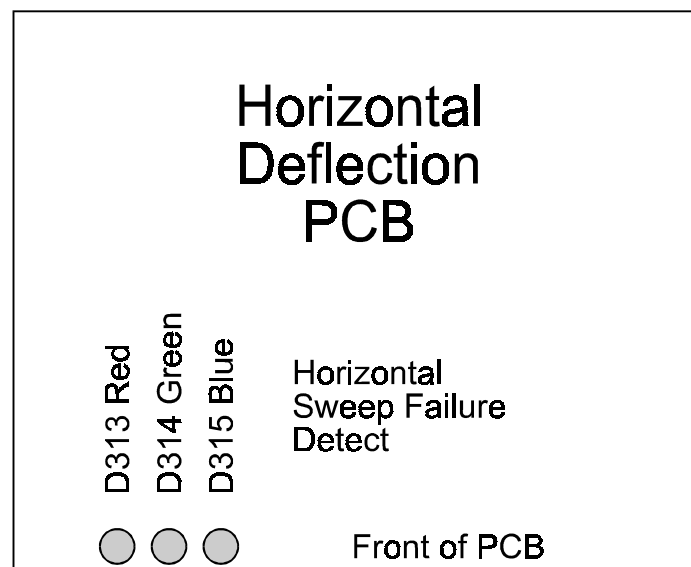 Horizontal
Deflection
PCB
D313 Red
D314 Green
D315 Blue
Horizontal
Sweep Failure
Detect
Front of PCB